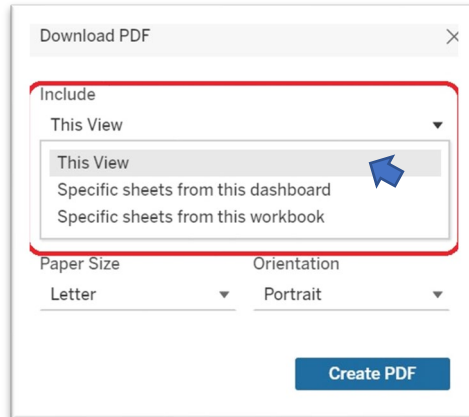 Download PDF
Include
This View
This View
Specific sheets from this dashboard
Specific sheets from this workbook
Paper Size
Orientation
Letter
Portrait
Create PDF